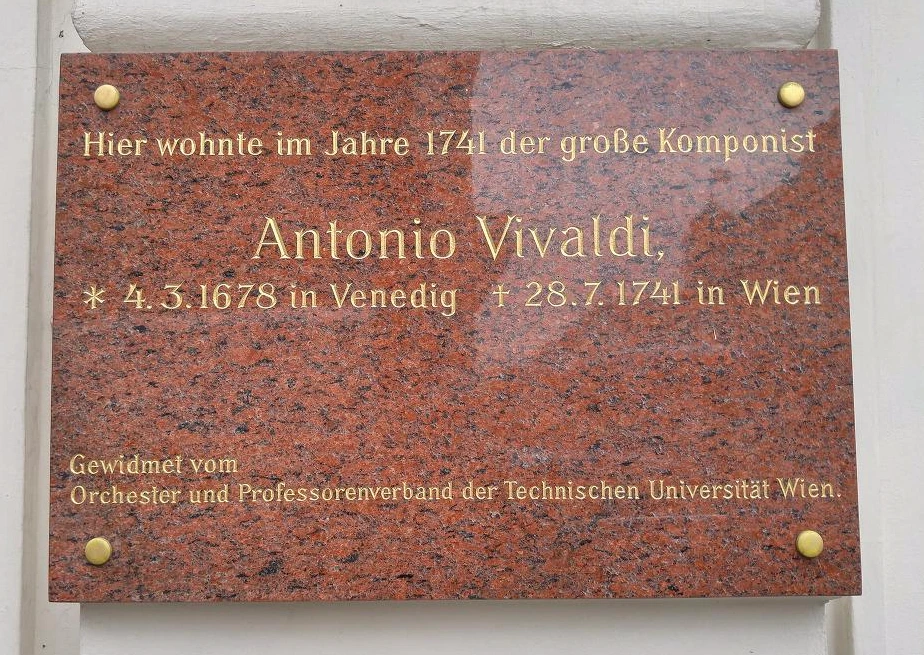 Hier wohnte im Jahre 1741 der große Komponist
Antonio Vivaldi,
* 4.3.1678 in Venedig † 28.7.1741 in Wien
Gewidmet vom
Orchester und Professorenverband der Technischen Universität Wien.